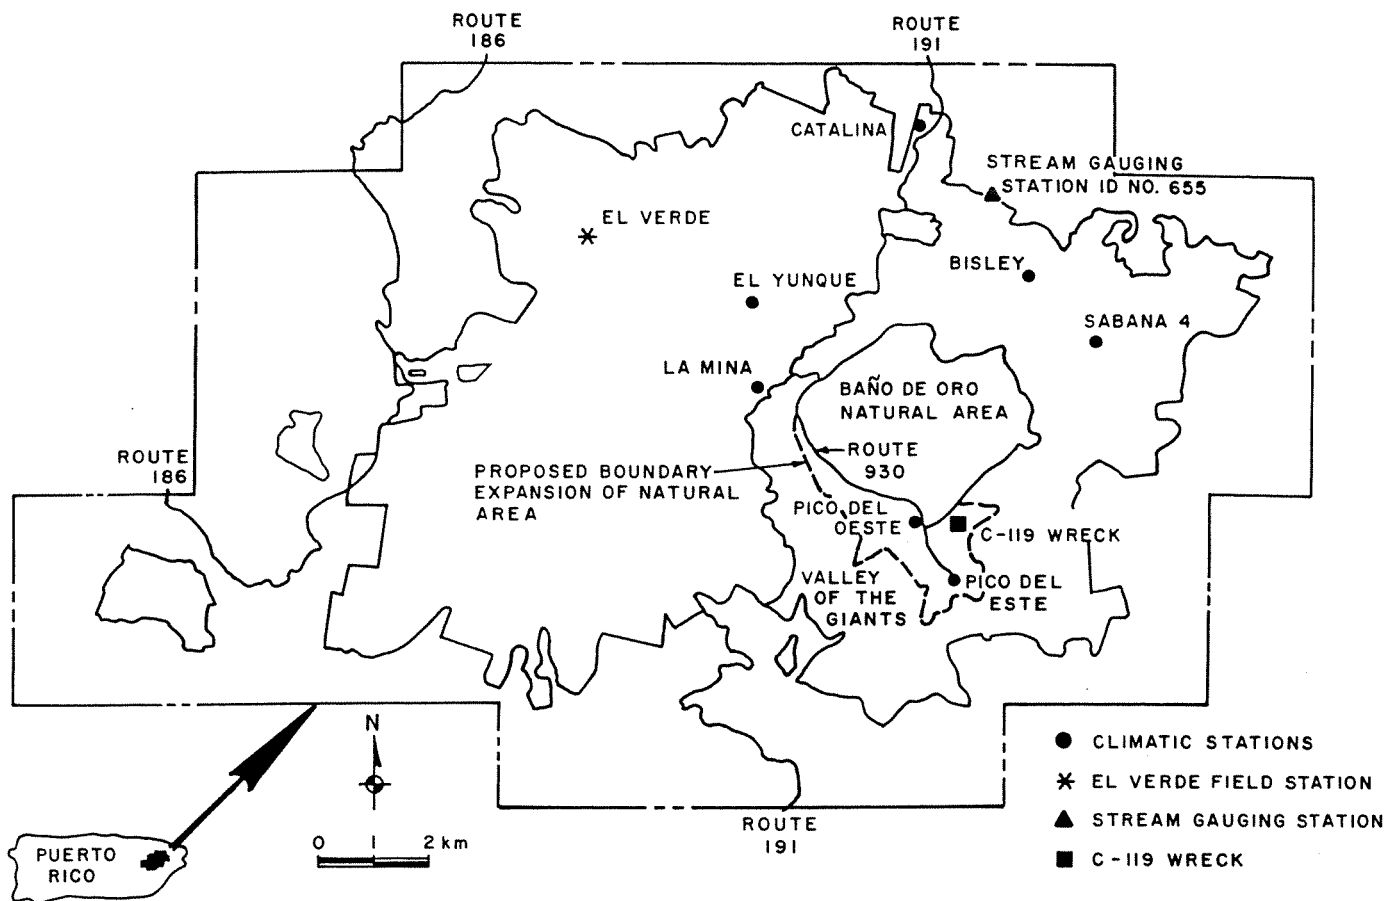 ROUTE
186
ROUTE
191
CATALINA
STREAM GAUGING
STATION ID NO. 655
EL VERDE
BISLEY
EL YUNQUE
SABANA 4
LA MINA
BAÑO DE ORO
NATURAL AREA
ROUTE
930
ROUTE
186
PROPOSED BOUNDARY
EXPANSION OF NATURAL
AREA
PICO DEL
OESTE
C-119 WRECK
VALLEY
OF THE
GIANTS
PICO DEL
ESTE
N
0 1 2 km
PUERTO
RICO
ROUTE
191
CLIMATIC STATIONS
EL VERDE FIELD STATION
STREAM GAUGING STATION
C-119 WRECK